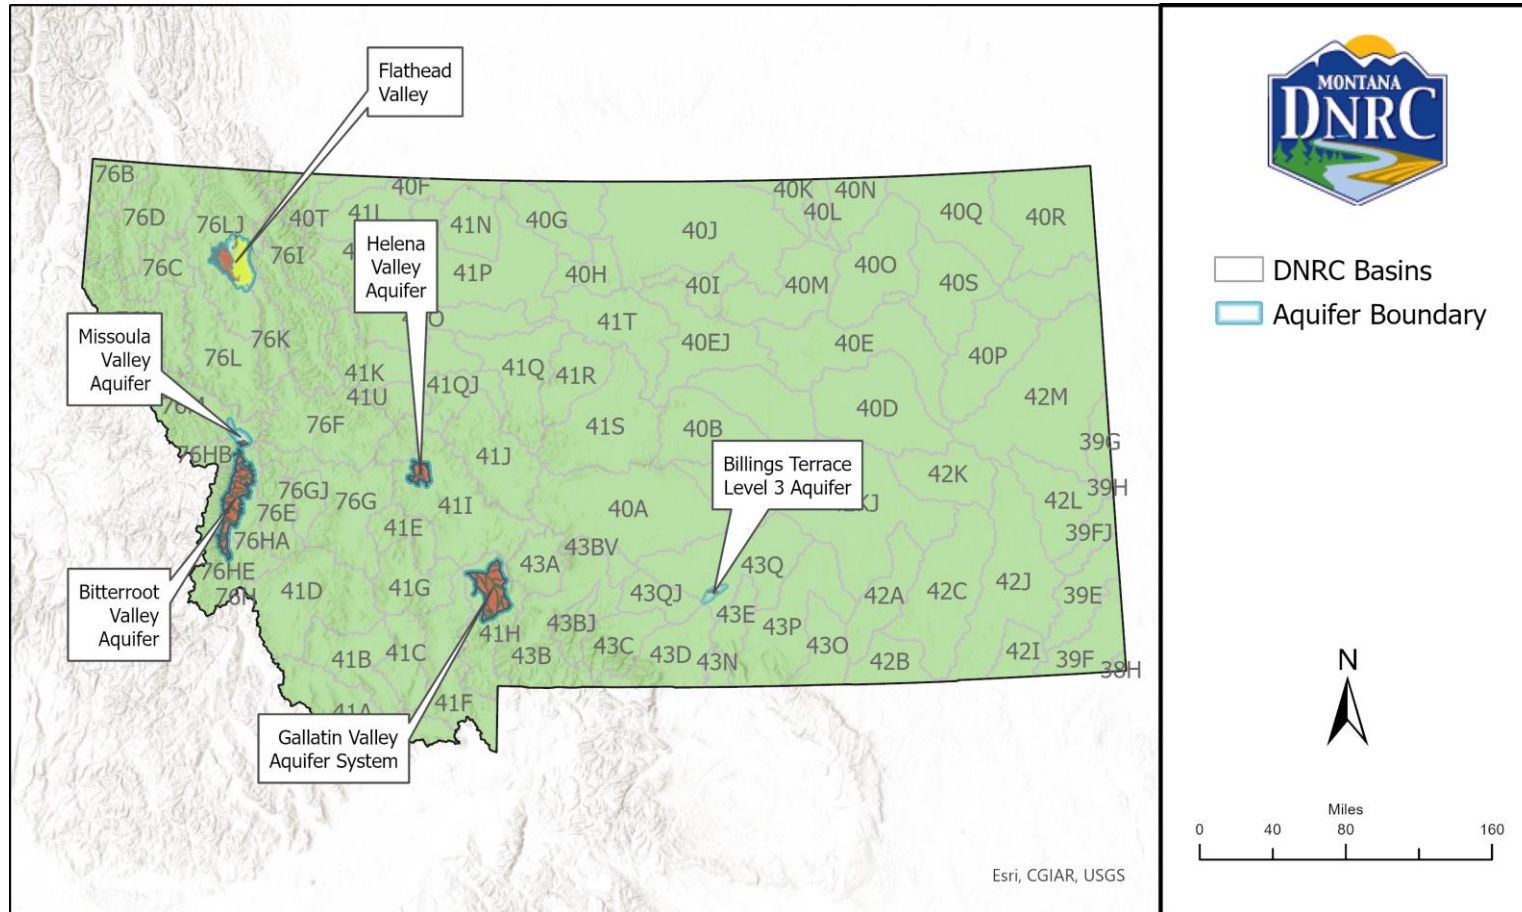 Flathead
Valley
Helena
Valley
Aquifer
Missoula
Valley
Aquifer
Bitterroot
Valley
Aquifer
Gallatin Valley
Aquifer System
Billings Terrace
Level 3 Aquifer
76B
40F
40K 40N
76D 76LJ 40T 41N 40G 40L 40Q 40R
40J
76I
76C 41P 40H 40I 40M 40O 40S
41T
76K 40EJ 40E 40P
76L
41K 41QJ 41Q 41R
41U 42M
40D
76F 41S 40B
39G
76HB 41J
42K
76GJ 76G 41I 42L 39H
76E 40A
41E 39FJ
76HA 43BV
43A 43Q
76HE 41D 41G 43QJ 42A 42C 42J 39E
76H
43E
41H 43BJ 43P
43C 43O
41B 41C 43B 43D 43N 42B 42I 39F 38H
41A 41F
Esri, CGIAR, USGS
MONTANA
DNRC
DNRC Basins
Aquifer Boundary
N
Miles
0 40 80 160